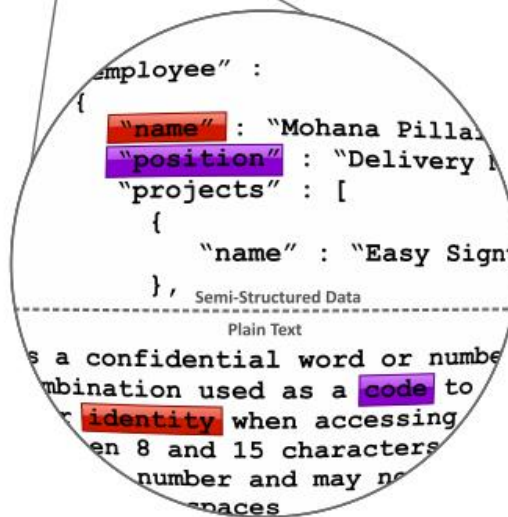 employee" :
{
"name" : "Mohana Pillai
"position" : "Delivery
"projects" : [
{
"name" : "Easy Sign
},
Semi-Structured Data
Plain Text
a confidential word or numbe
mbination used as a code to
identity when accessing
en 8 and 15 characters
number and may
spaces